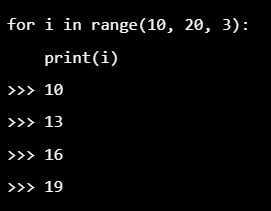 for i in range(10, 20, 3):
    print(i)
>>> 10
>>> 13
>>> 16
>>> 19